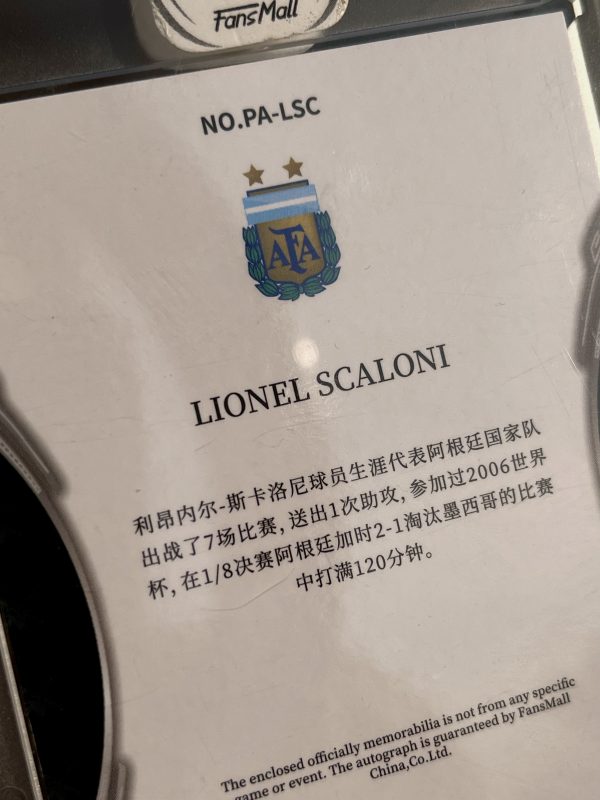 FansMall
NO.PA-LSC
AFA
LIONEL SCALONI
利昂内尔-斯卡洛尼球员生涯代表阿根廷国家队
出战了7场比赛，送出1次助攻，参加过2006世界
杯，在1/8决赛阿根廷加时2-1淘汰墨西哥的比赛
中打满120分钟。
The enclosed officially memorabilia is not from any specific
game or event. The autograph is guaranteed by FansMall
China,Co.Ltd.